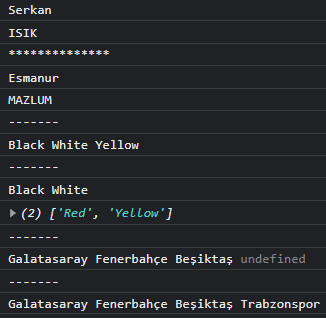 Serkan
ISIK
**************
Esmanur
MAZLUM
-------
Black White Yellow
-------
Black White
(2) ['Red', 'Yellow']
-------
Galatasaray Fenerbahçe Beşiktaş undefined
-------
Galatasaray Fenerbahçe Beşiktaş Trabzonspor